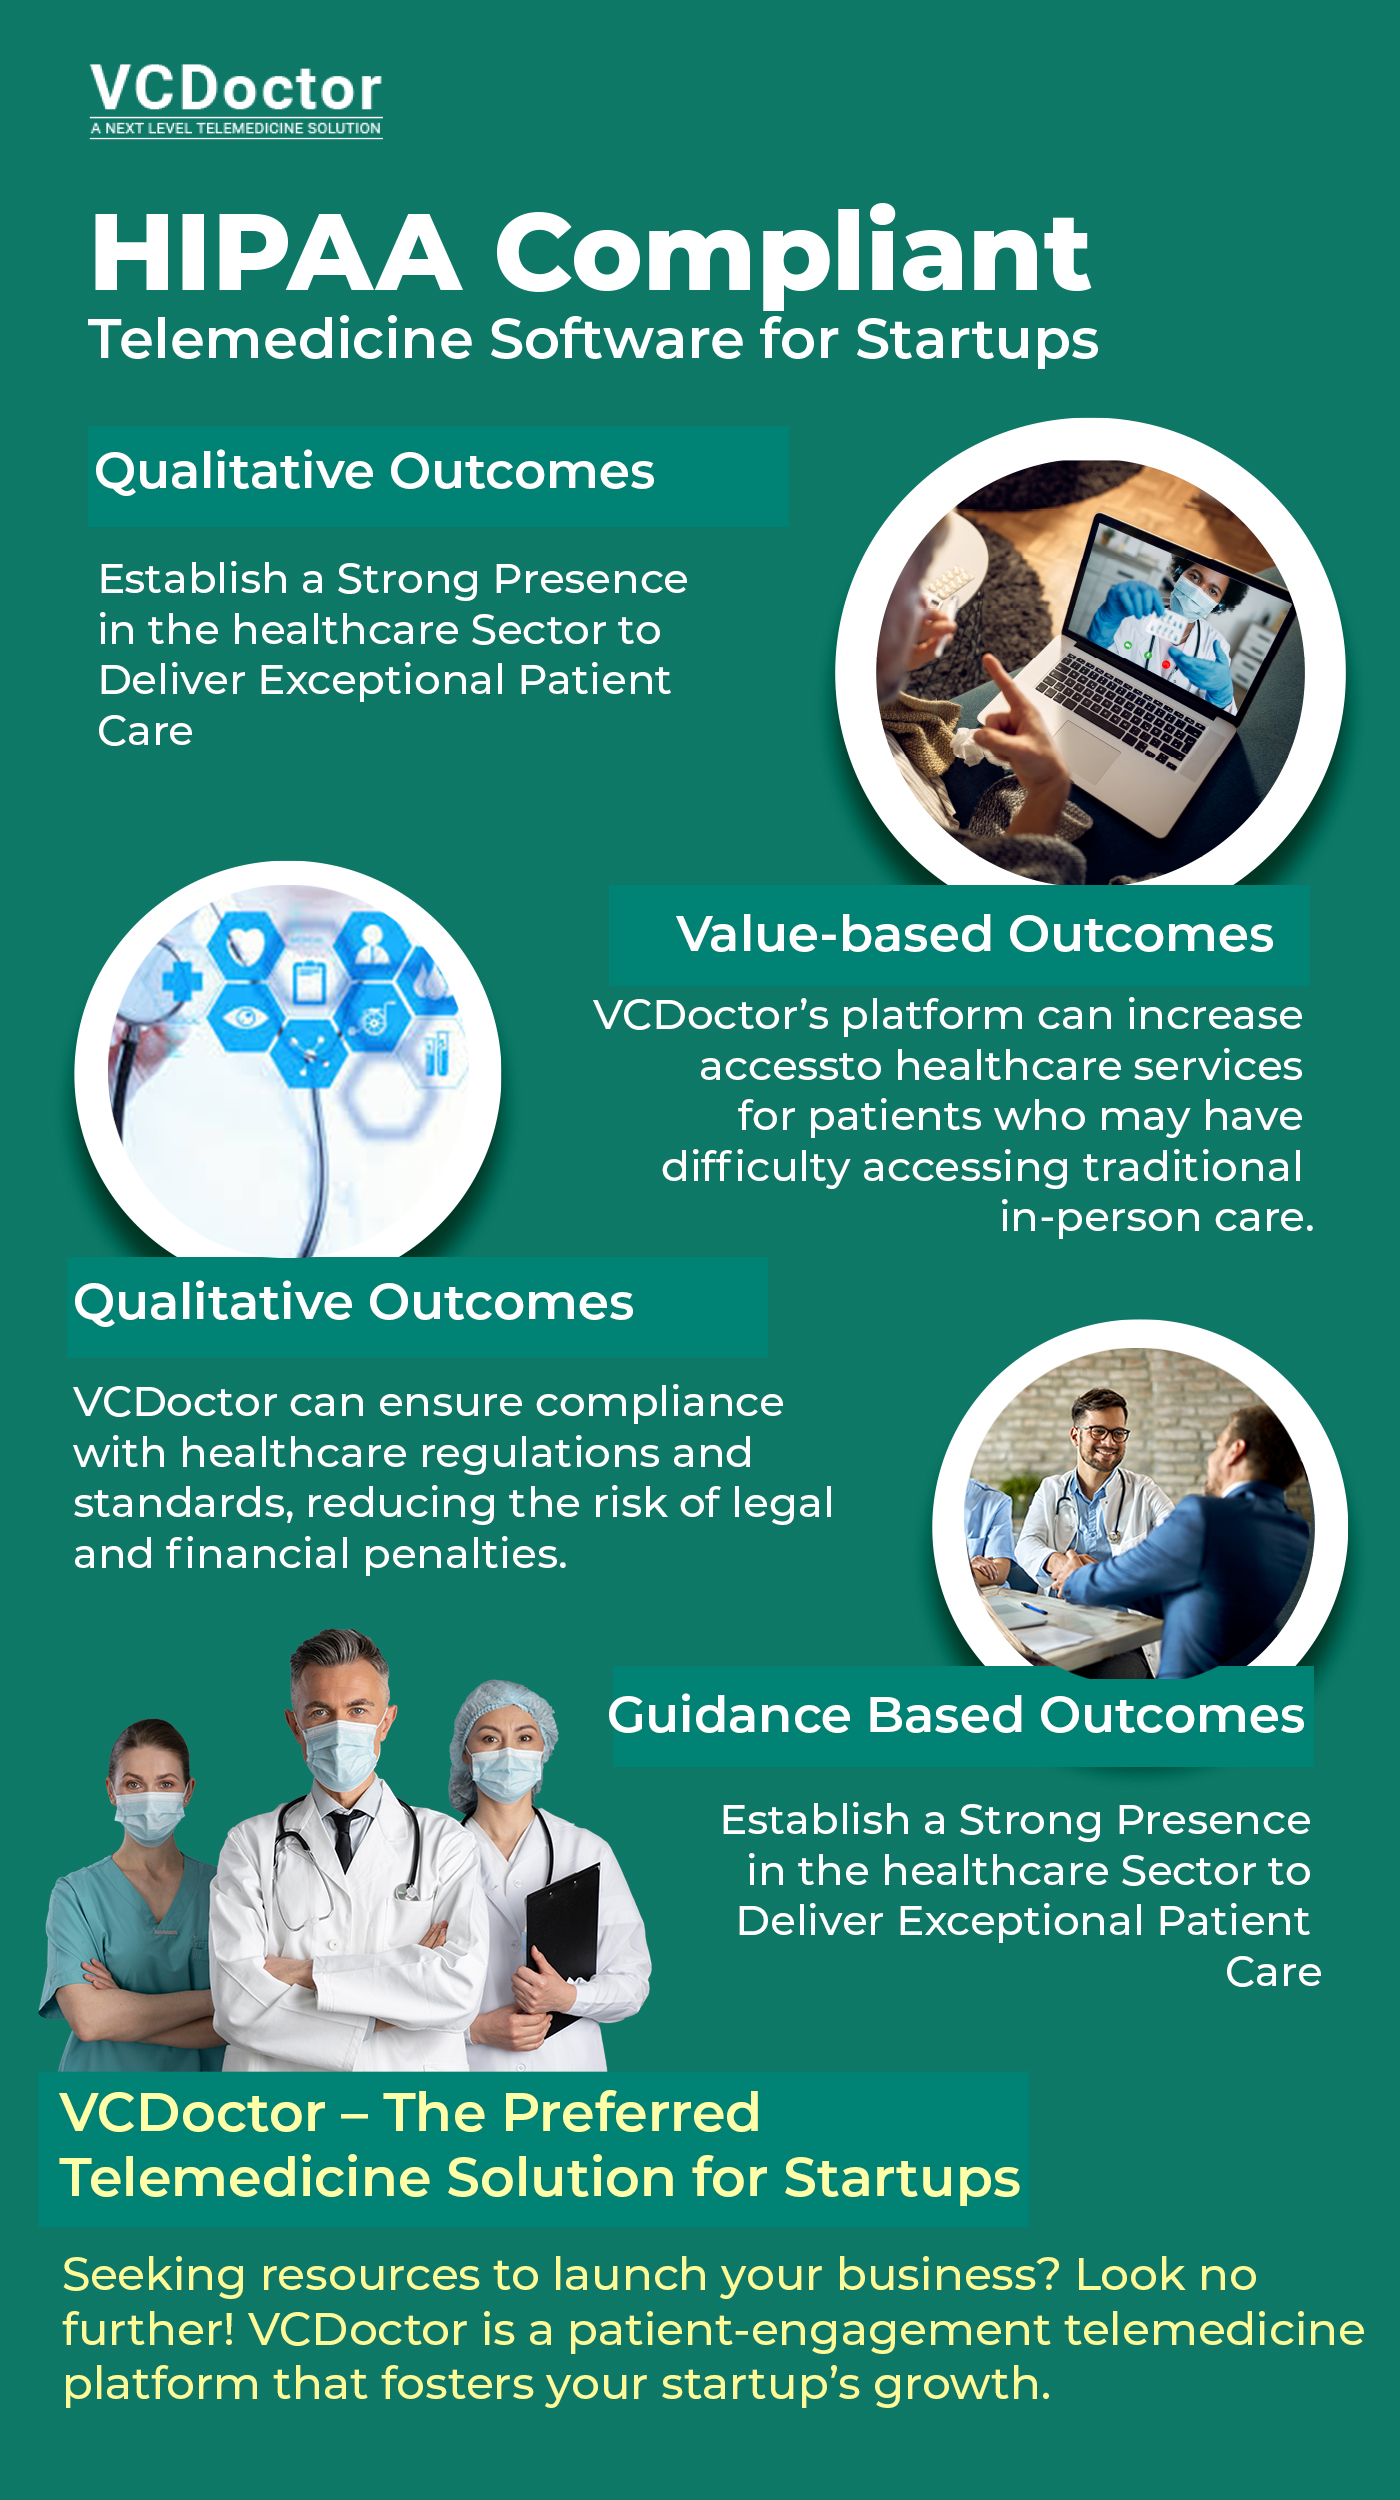 VCDoctor
A NEXT LEVEL TELEMEDICINE SOLUTION
HIPAA Compliant
Telemedicine Software for Startups
Qualitative Outcomes
Establish a Strong Presence
in the healthcare Sector to
Deliver Exceptional Patient
Care
Value-based Outcomes
VCDoctor’s platform can increase
accessto healthcare services
for patients who may have
difficulty accessing traditional
in-person care.
Qualitative Outcomes
VCDoctor can ensure compliance
with healthcare regulations and
standards, reducing the risk of legal
and financial penalties.
Guidance Based Outcomes
Establish a Strong Presence
in the healthcare Sector to
Deliver Exceptional Patient
Care
VCDoctor – The Preferred
Telemedicine Solution for Startups
Seeking resources to launch your business? Look no
further! VCDoctor is a patient-engagement telemedicine
platform that fosters your startup’s growth.